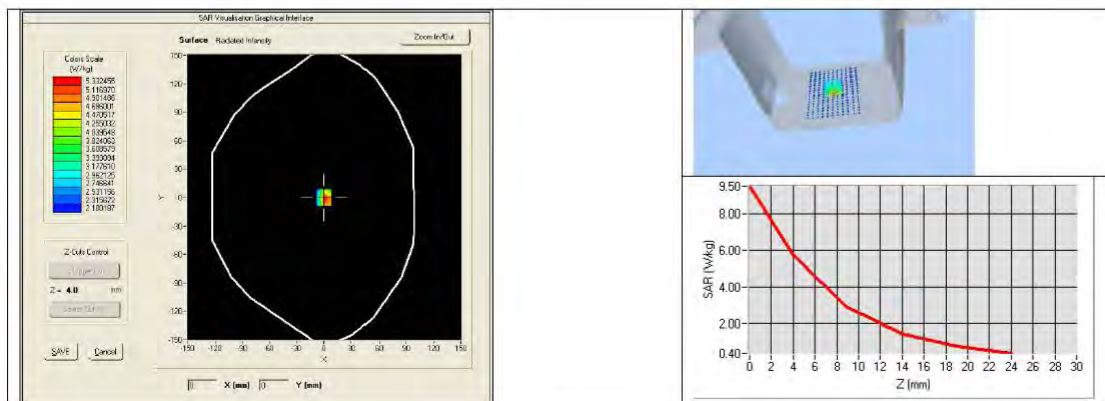 SAR Visualisation Graphical Interface
Surface Radiated Intensity
Zoom In/Out
Colors Scale
(W/kg)
5.332455
5.116970
4.901486
4.686001
4.470517
4.255032
4.039548
3.824063
3.608579
3.393094
3.177610
2.962125
2.746641
2.531156
2.315672
2.100187
150
120
90
60
30
Y
-0
-30
-60
-90
-120
-150
-150 -120 -90 -60 -30 0 30 60 90 120 150
X
Z-Cuts Control
Z = 4.0 mm
SAVE
Cancel
0 X (mm) 0 Y (mm)
9.50
8.00
6.00
4.00
2.00
0.40
SAR (W/kg)
0 2 4 6 8 10 12 14 16 18 20 22 24 26 28 30
Z (mm)